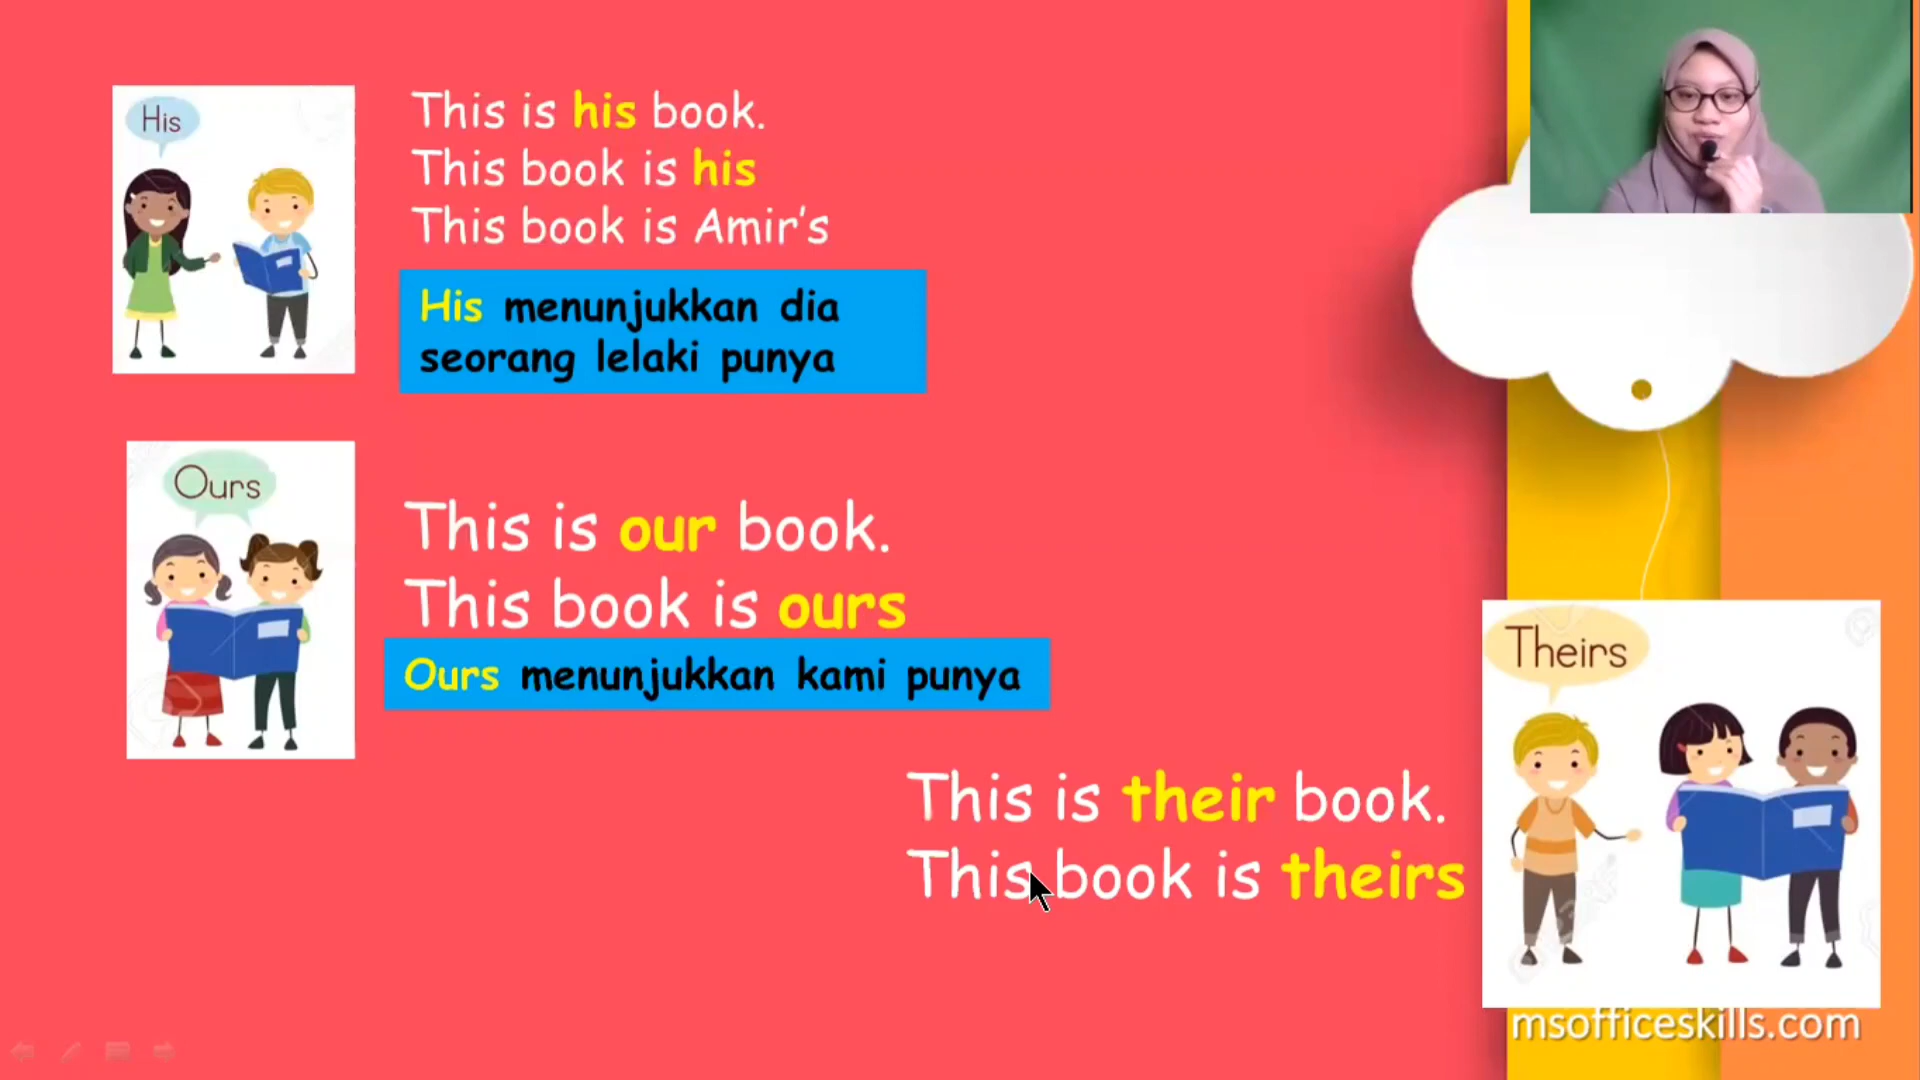 His
This is his book.
This book is his
This book is Amir's
His menunjukkan dia
seorang lelaki punya
Ours
This is our book.
This book is ours
Ours menunjukkan kami punya
Theirs
This is their book.
This book is theirs
msofficeskills.com